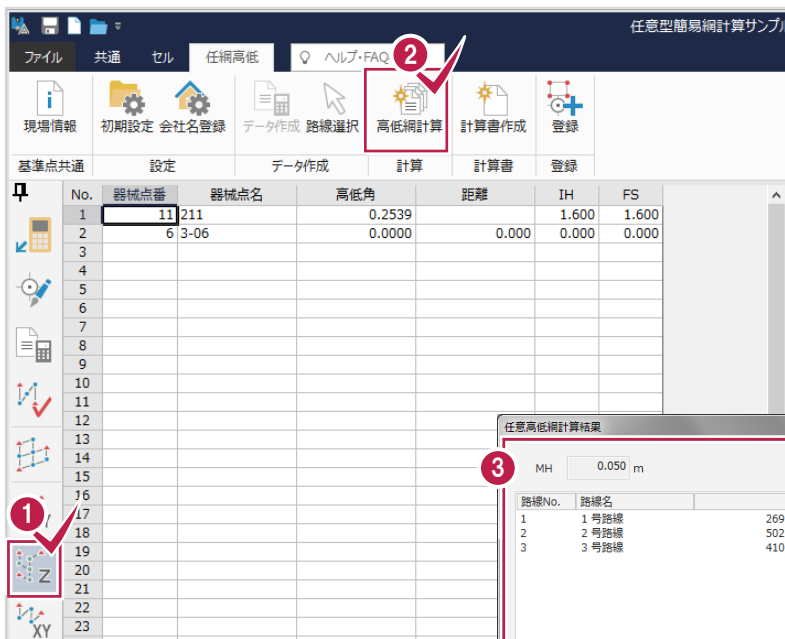 任意型簡易網計算サンプル
ファイル 共通 セル 任網高低 ヘルプ・FAQ 2
現場情報 初期設定 会社名登録 データ作成 路線選択 高低網計算 計算書作成 登録
基準点共通 設定 データ作成 計算 計算書 登録
No. 器械点番 器械点名 高低角 距離 IH FS
1 11 211 0.2539 1.600 1.600
2 6 3-06 0.0000 0.000 0.000 0.000
3
4
5
6
7
8
9
10
11
12
13
14
15
16
17
18
19
20
21
22
23
1
Z
XY
任意高低網計算結果
3 MH 0.050 m
路線No. 路線名
1 1号路線 269
2 2号路線 502
3 3号路線 410